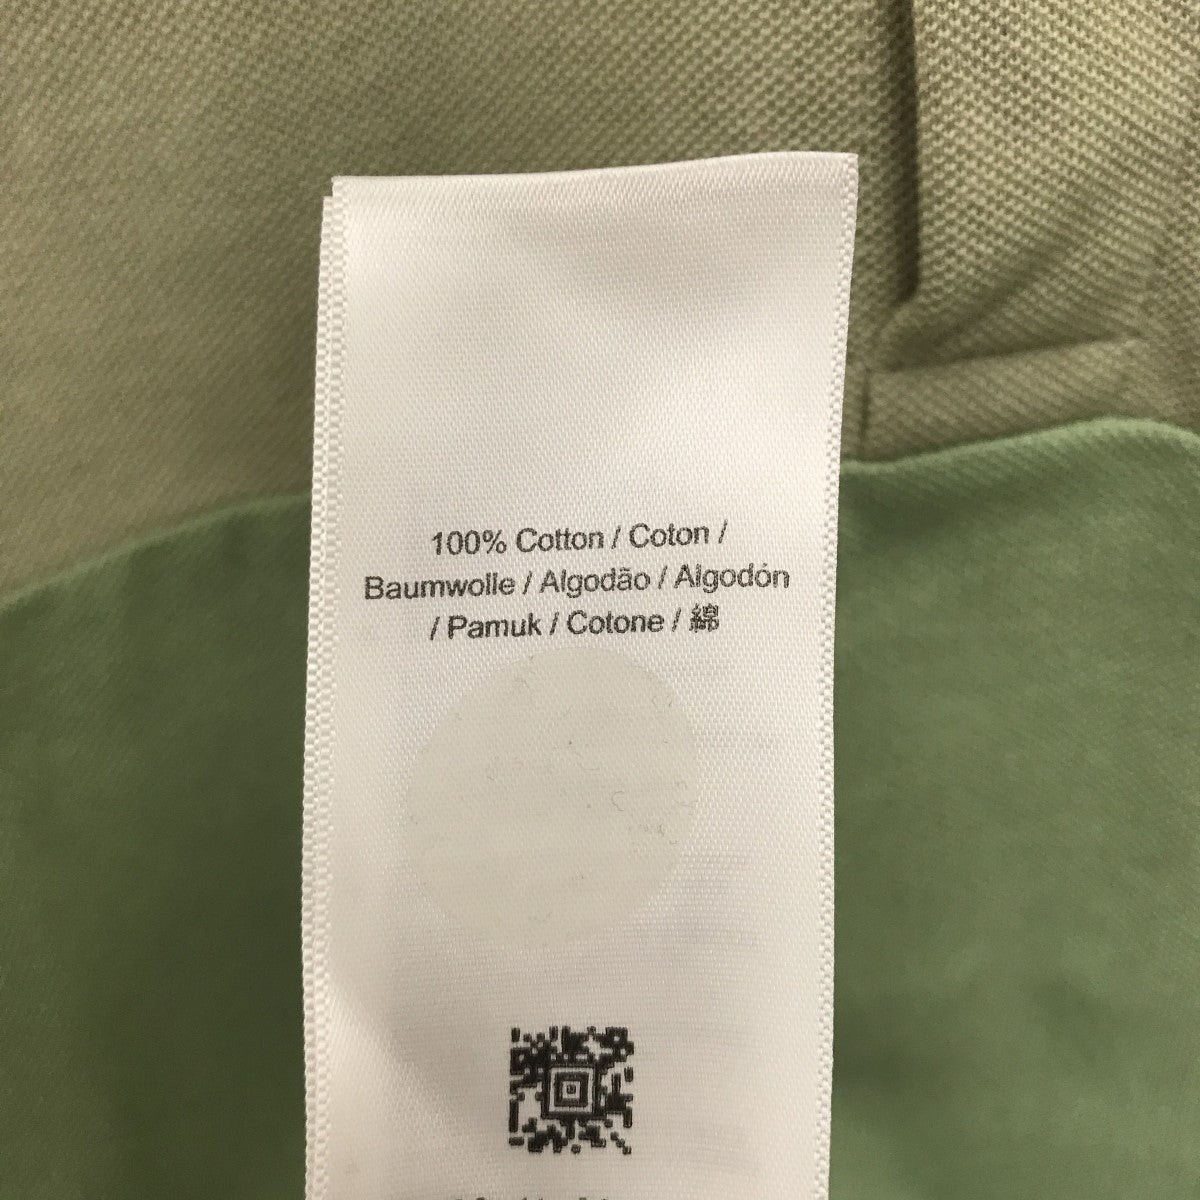 100% Cotton / Coton /
Baumwolle / Algodão / Algodón
/ Pamuk / Cotone / 綿